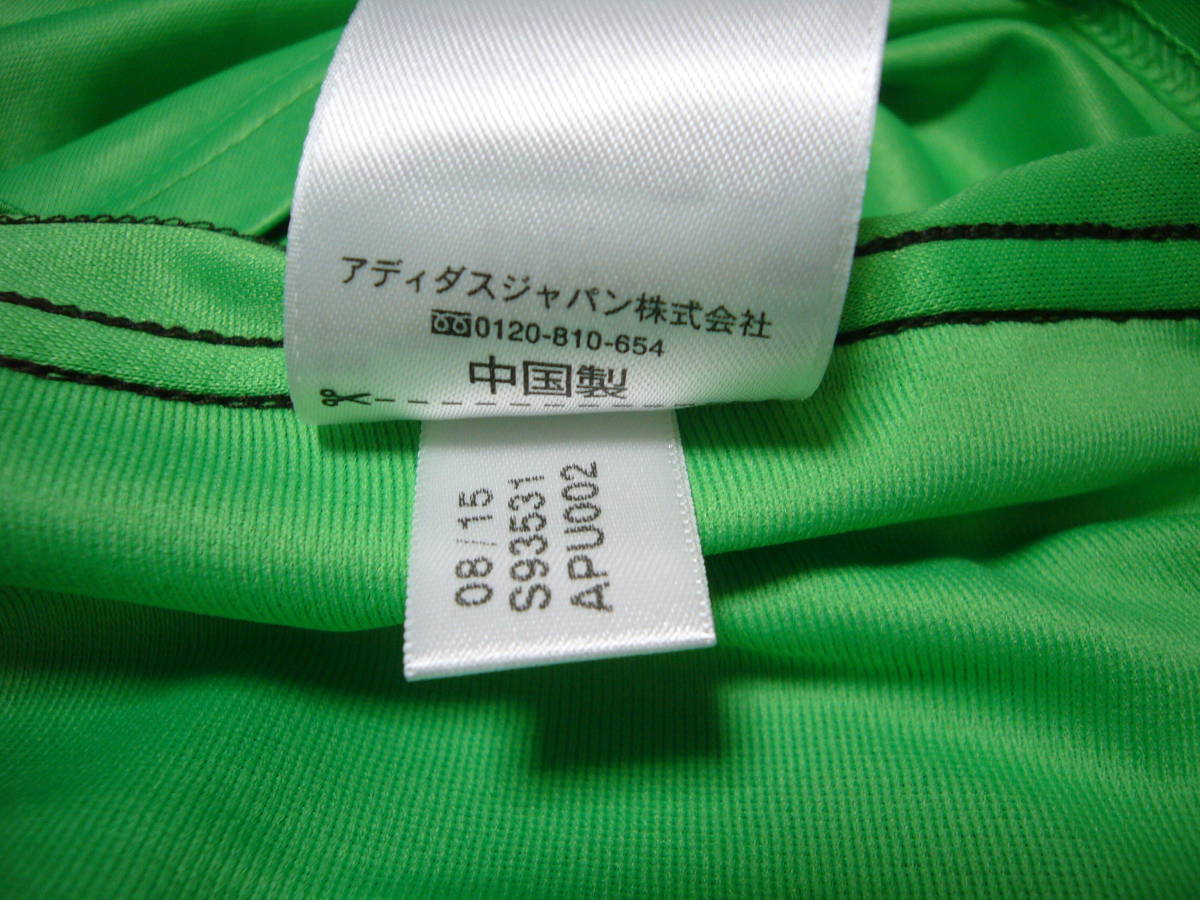 アディダスジャパン株式会社
0120-810-654
中国製
08/15
S93531
APU002